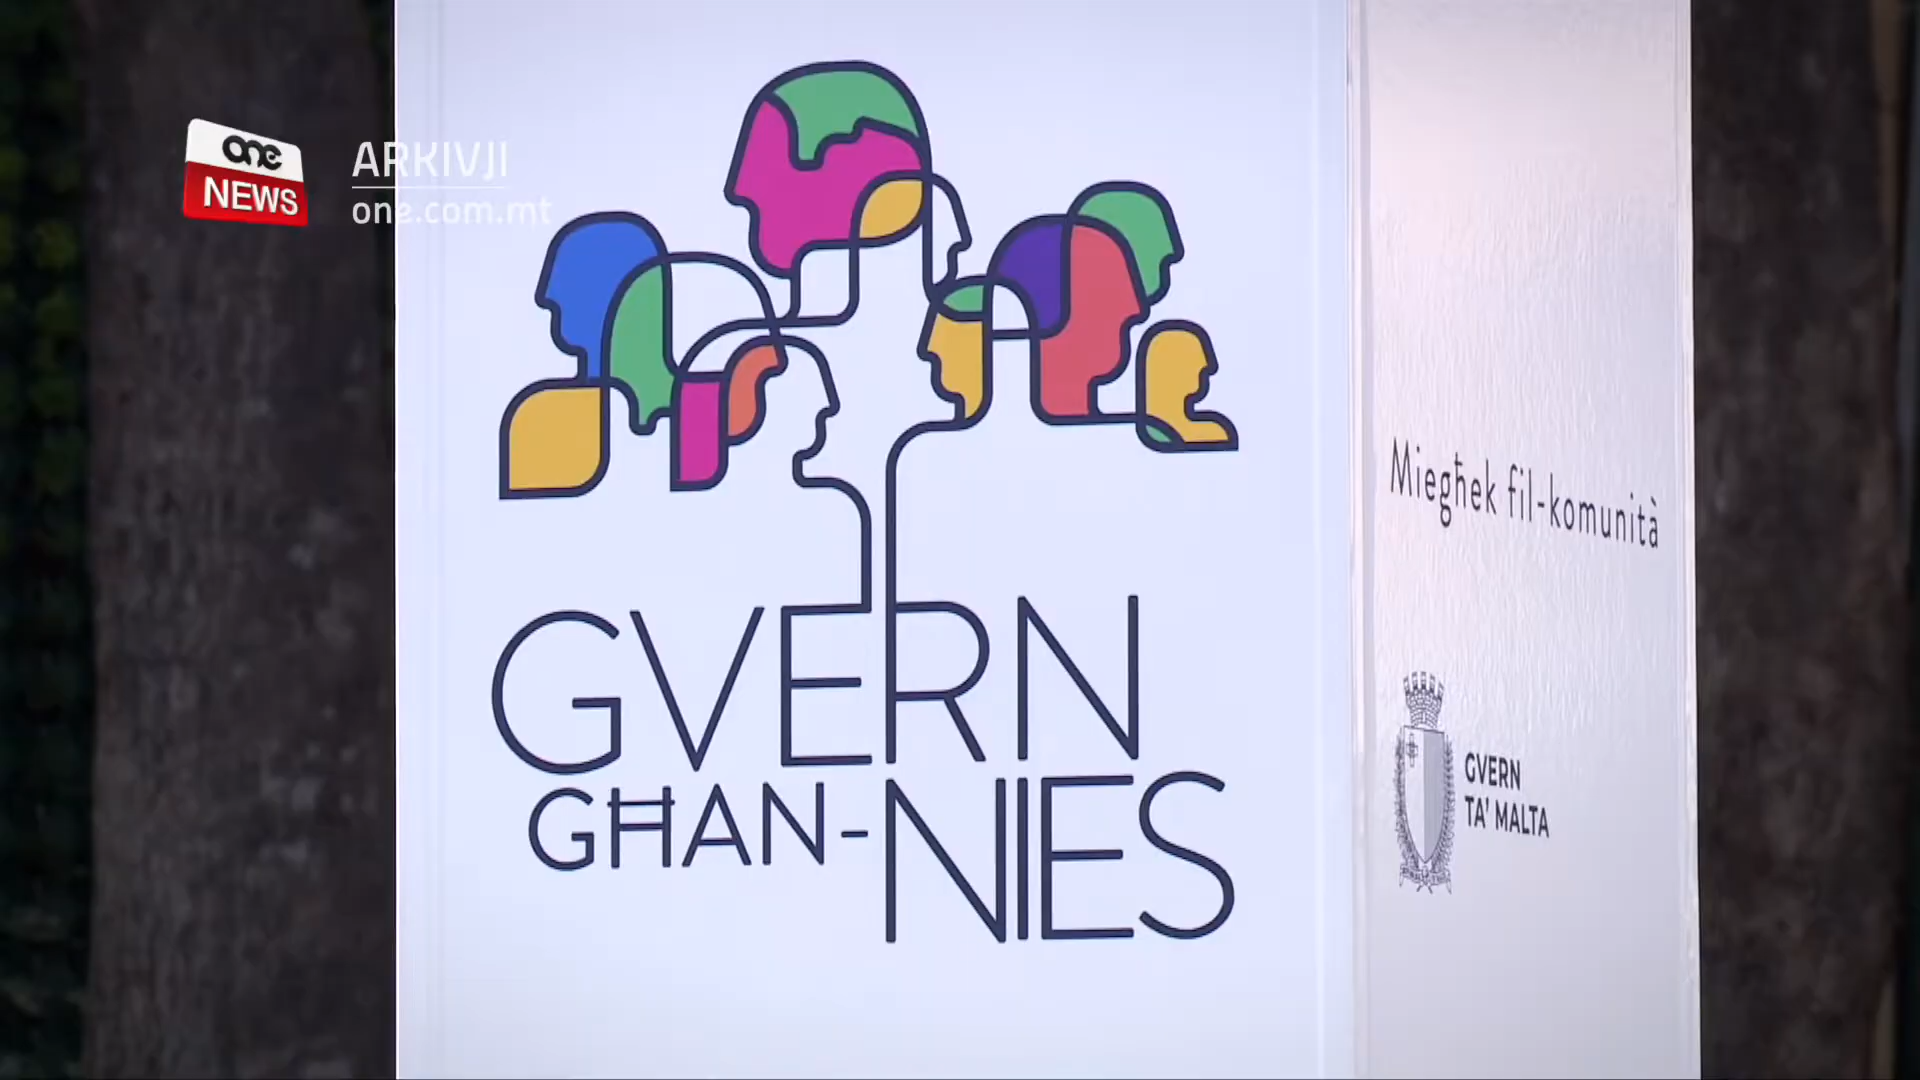 one
NEWS
ARKIVJI
one.com.mt
GVERN
GĦAN-NIES
Miegħek fil-komunità
GVERN
TA' MALTA